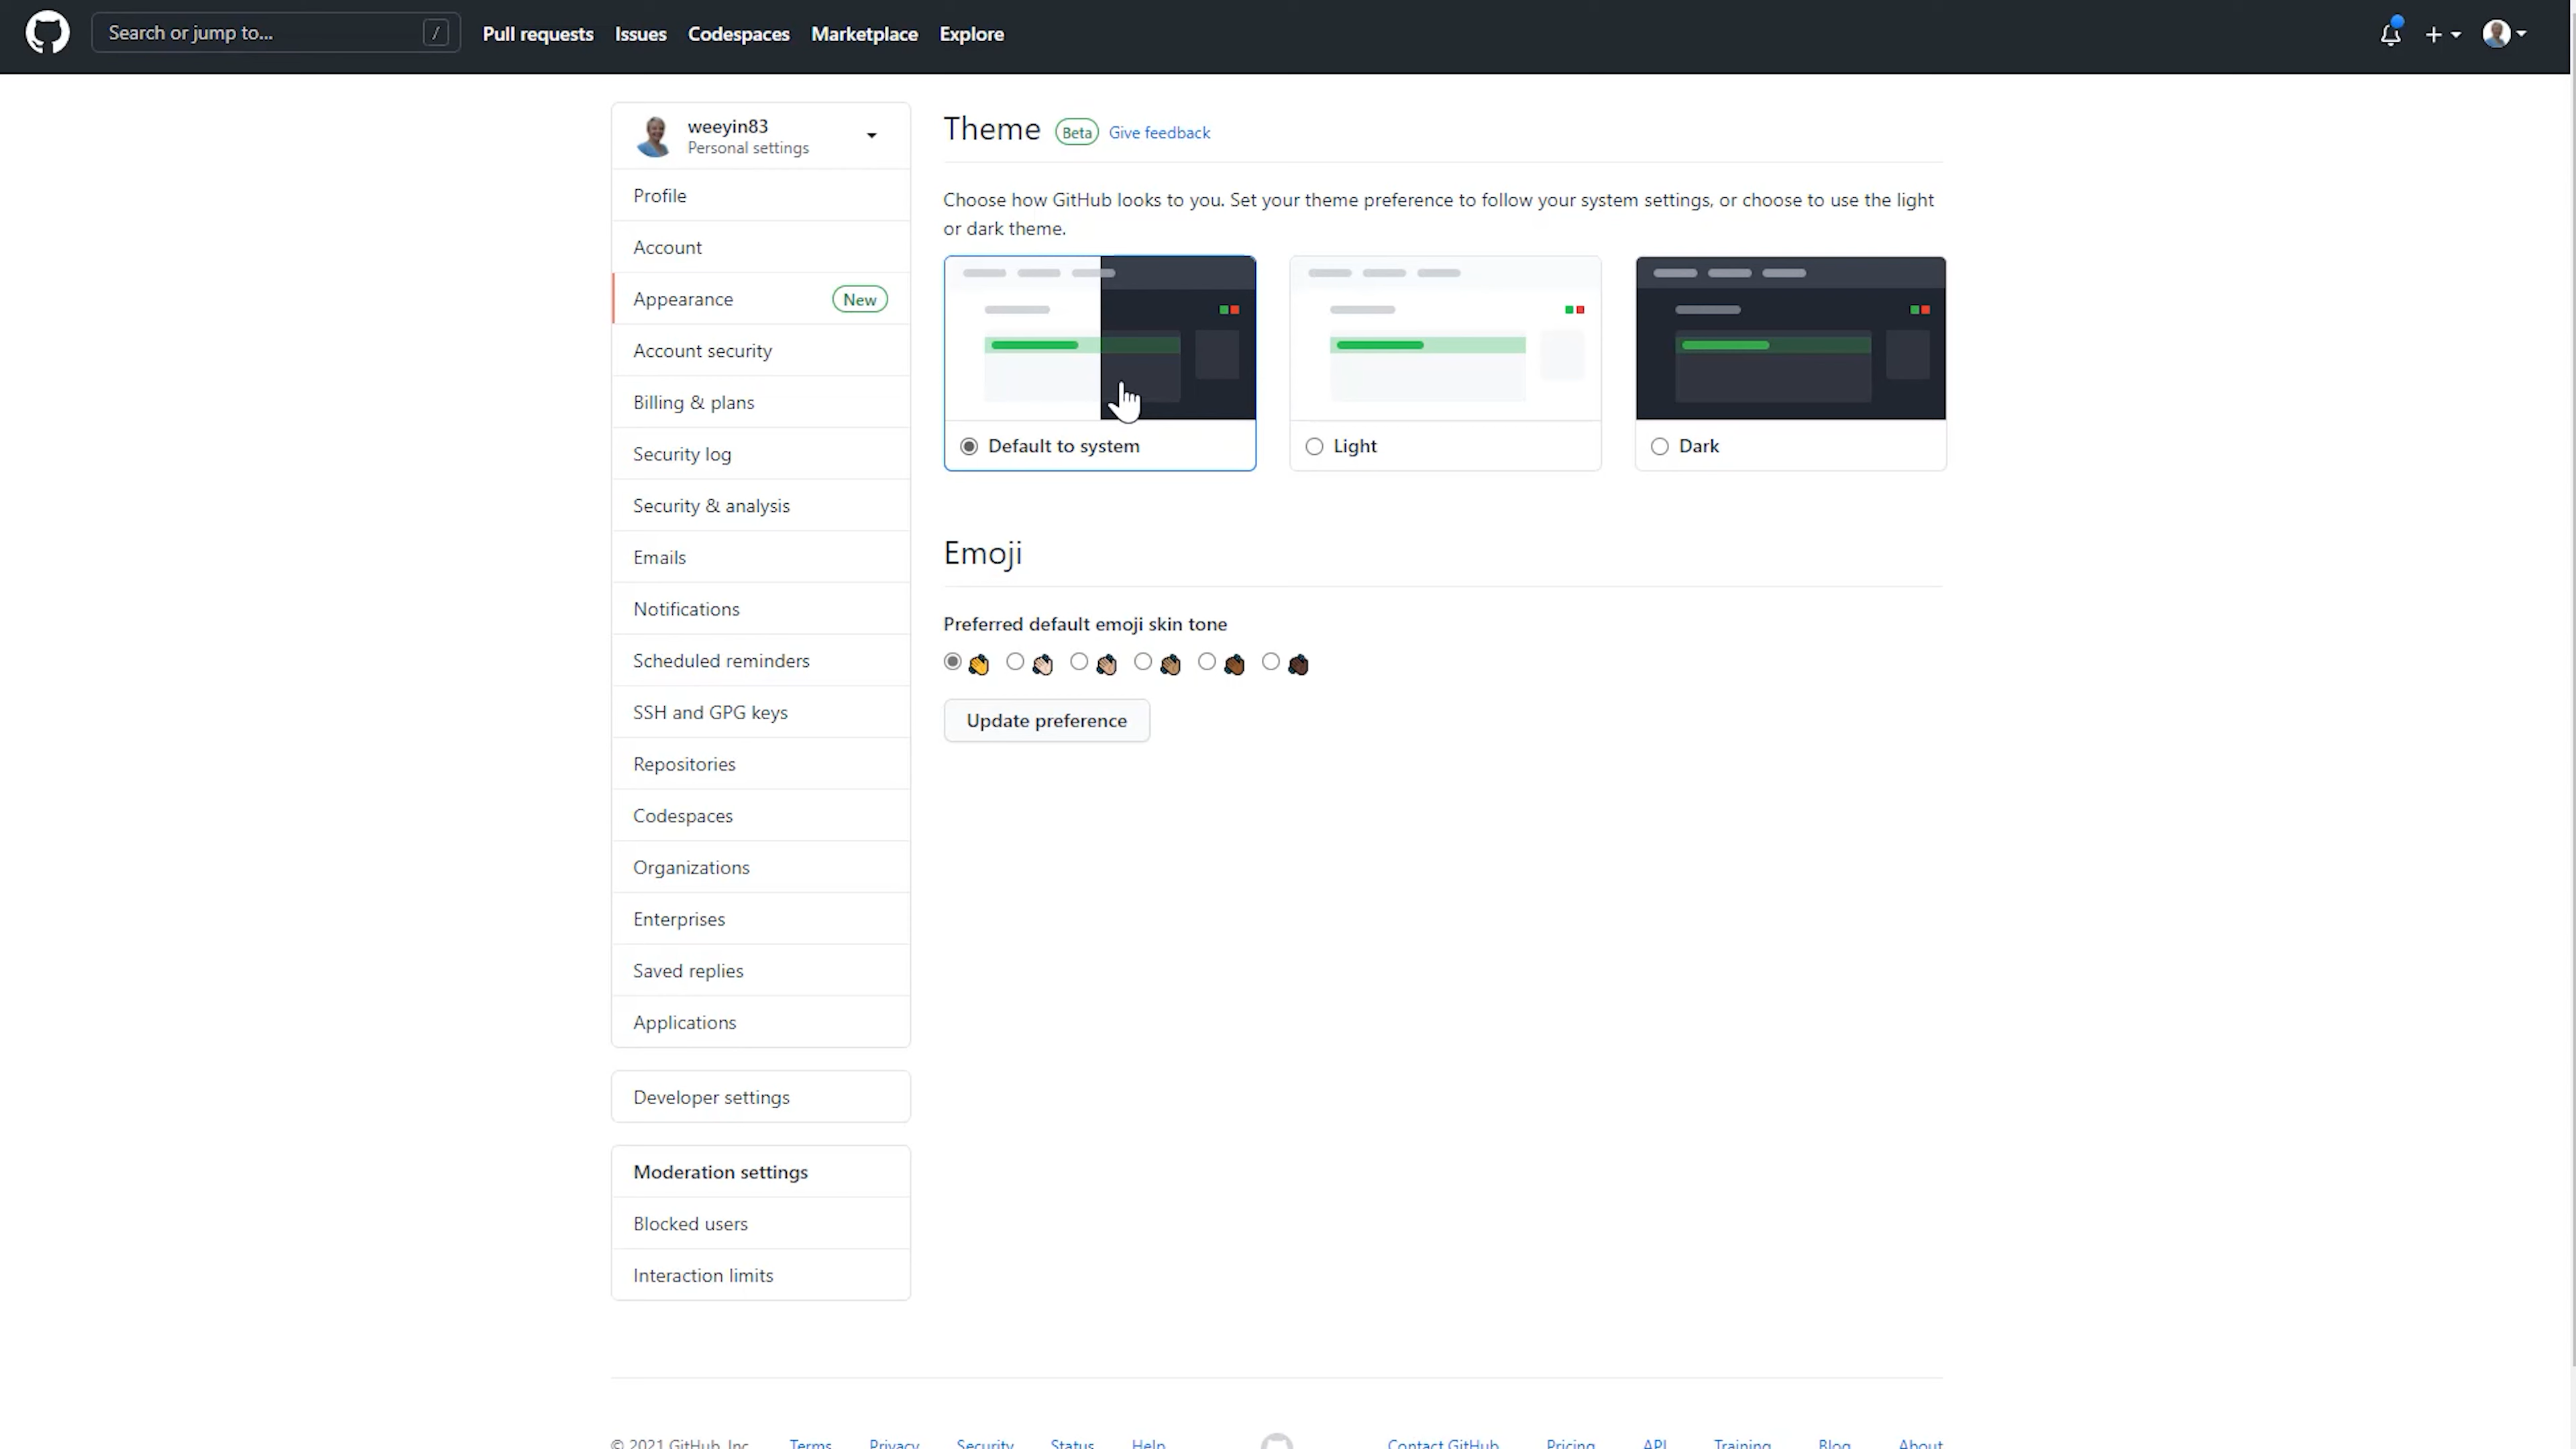 Search or jump to...
/
Pull requests
Issues
Codespaces
Marketplace
Explore
weeyin83
Personal settings
Profile
Account
Appearance
New
Account security
Billing & plans
Security log
Security & analysis
Emails
Notifications
Scheduled reminders
SSH and GPG keys
Repositories
Codespaces
Organizations
Enterprises
Saved replies
Applications
Developer settings
Moderation settings
Blocked users
Interaction limits
Theme
Beta
Give feedback
Choose how GitHub looks to you. Set your theme preference to follow your system settings, or choose to use the light
or dark theme.
Default to system
Light
Dark
Emoji
Preferred default emoji skin tone
Update preference
© 2021 GitHub, Inc.
Terms
Privacy
Security
Status
Help
Contact GitHub
Pricing
API
Training
Blog
About